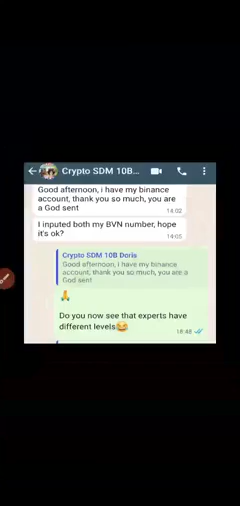 Crypto SDM 10B...
Good afternoon, i have my binance
account, thank you so much, you are
a God sent
14:02
I inputed both my BVN number, hope
it's ok?
14:05
Crypto SDM 10B Doris
Good afternoon, i have my binance
account, thank you so much, you are a
God sent
🙏
Do you now see that experts have
different levels😂
18:48